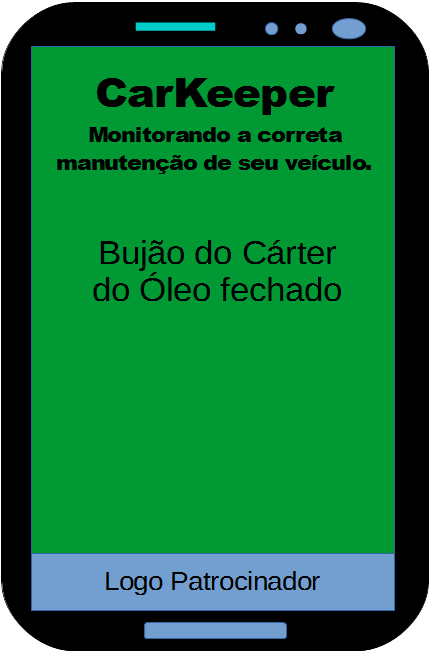 CarKeeper
Monitorando a correta
manutenção de seu veículo.
Bujão do Cárter
do Óleo fechado
Logo Patrocinador